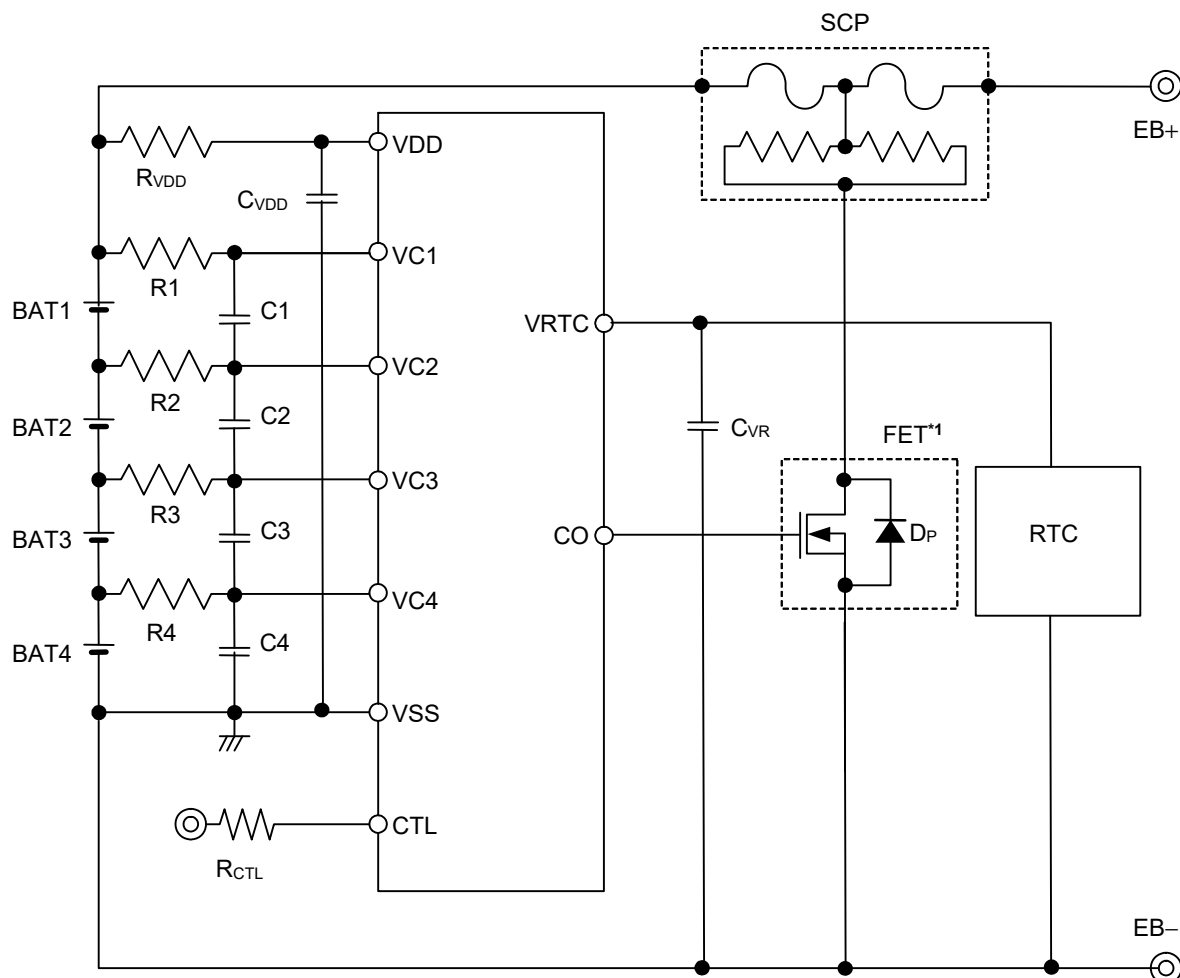 SCP
EB+
VDD
RVDD
CVDD
VC1
R1
BAT1
C1
VRTC
VC2
R2
C2
BAT2
CVR
FET*1
VC3
R3
C3
BAT3
CO
DP
RTC
VC4
R4
C4
BAT4
VSS
CTL
RCTL
EB−